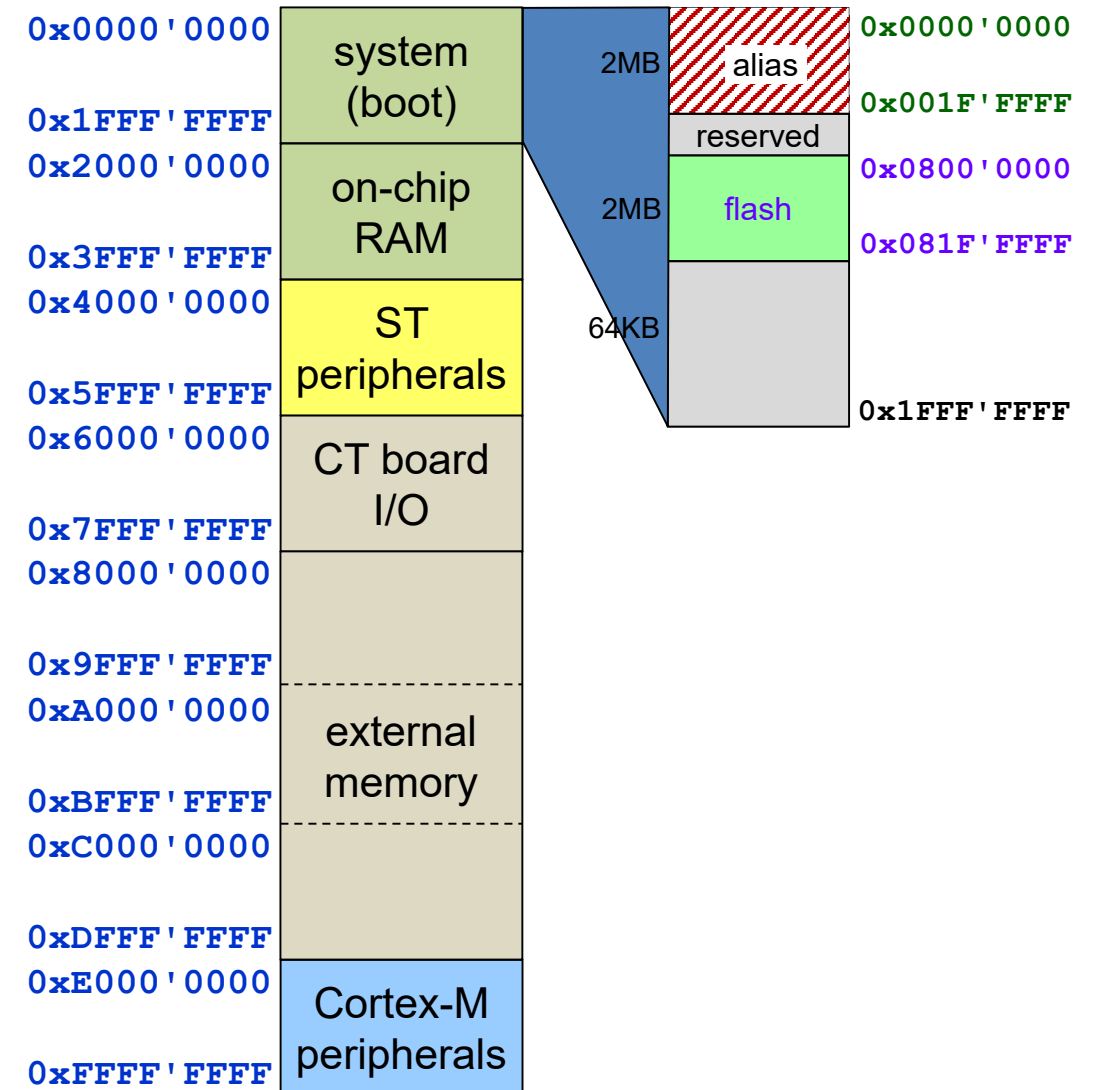 0x0000'0000
system
(boot)
0x1FFF'FFFF
0x2000'0000
on-chip
RAM
0x3FFF'FFFF
0x4000'0000
ST
peripherals
0x5FFF'FFFF
0x6000'0000
CT board
I/O
0x7FFF'FFFF
0x8000'0000
0x9FFF'FFFF
0xA000'0000
external
memory
0xBFFF'FFFF
0xC000'0000
0xDFFF'FFFF
0xE000'0000
Cortex-M
peripherals
0xFFFF'FFFF
0x0000'0000
2MB
alias
0x001F'FFFF
reserved
0x0800'0000
2MB
flash
0x081F'FFFF
64KB
0x1FFF'FFFF